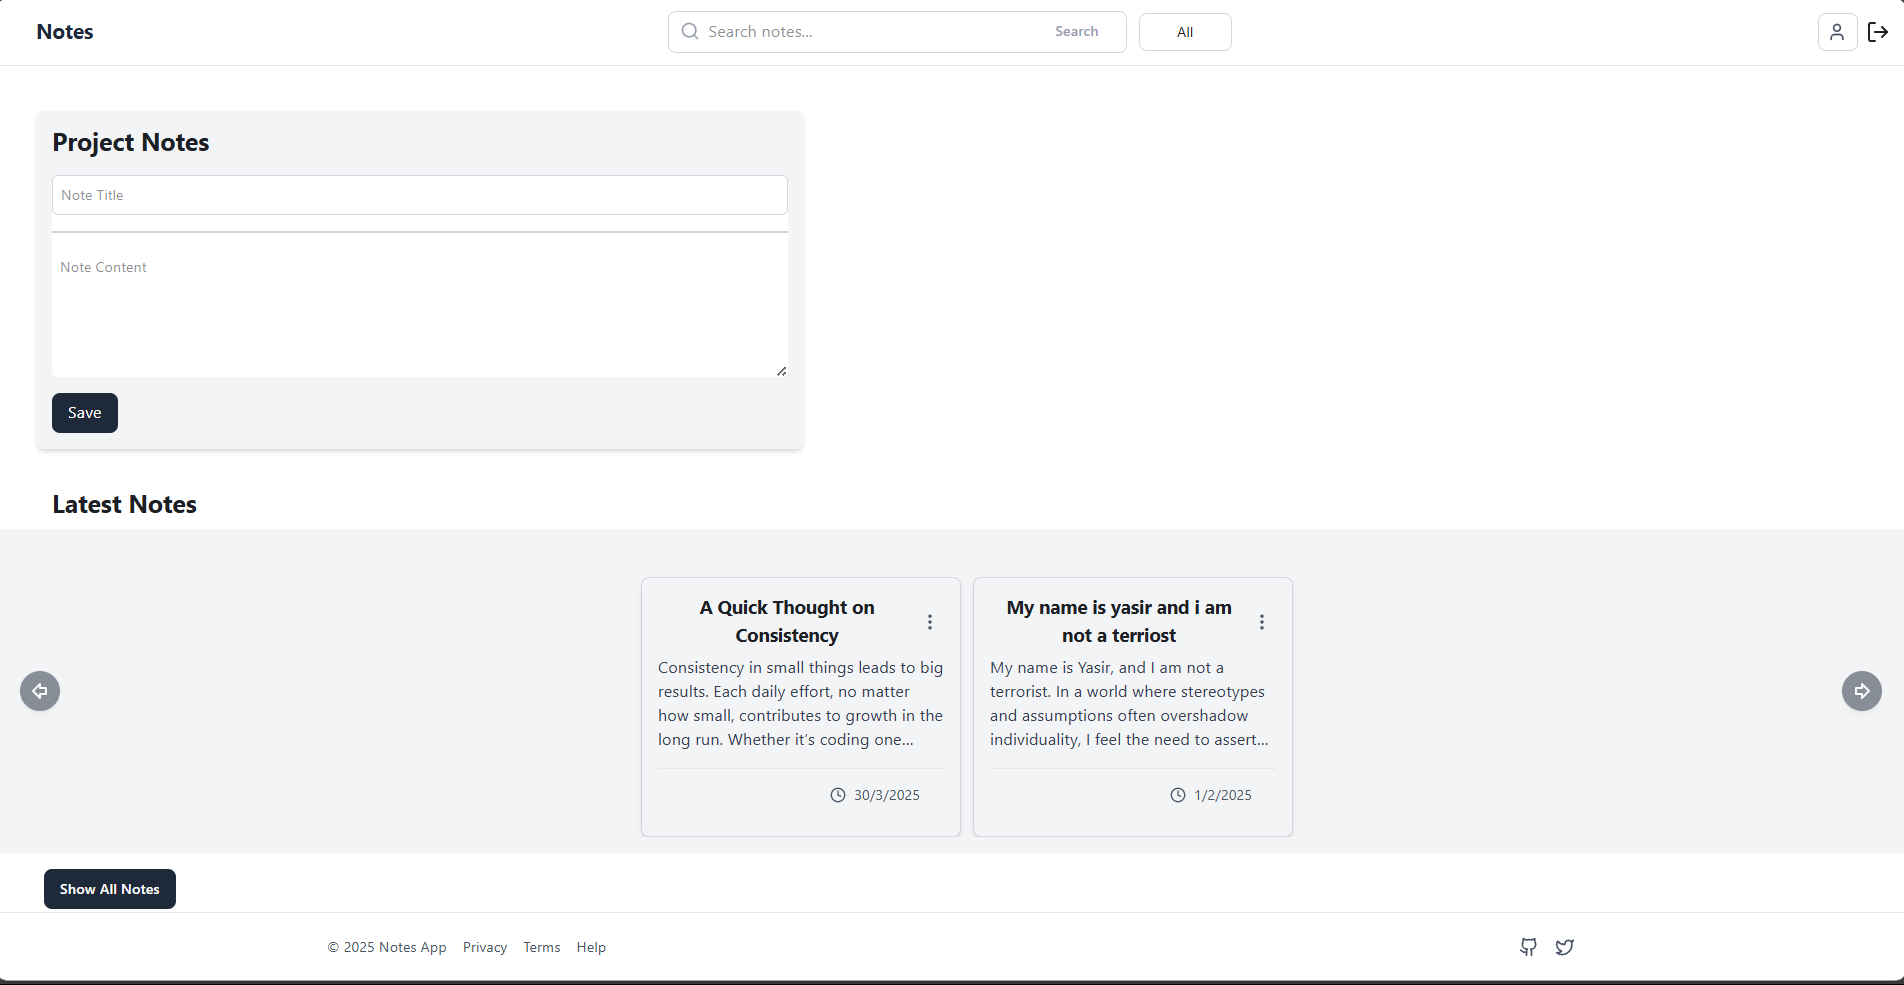 Notes
Search notes...
Search
All
Project Notes
Note Title
Note Content
Save
Latest Notes
A Quick Thought on
Consistency
Consistency in small things leads to big
results. Each daily effort, no matter
how small, contributes to growth in the
long run. Whether it’s coding one...
30/3/2025
My name is yasir and i am
not a terriost
My name is Yasir, and I am not a
terrorist. In a world where stereotypes
and assumptions often overshadow
individuality, I feel the need to assert...
1/2/2025
Show All Notes
© 2025 Notes App
Privacy
Terms
Help